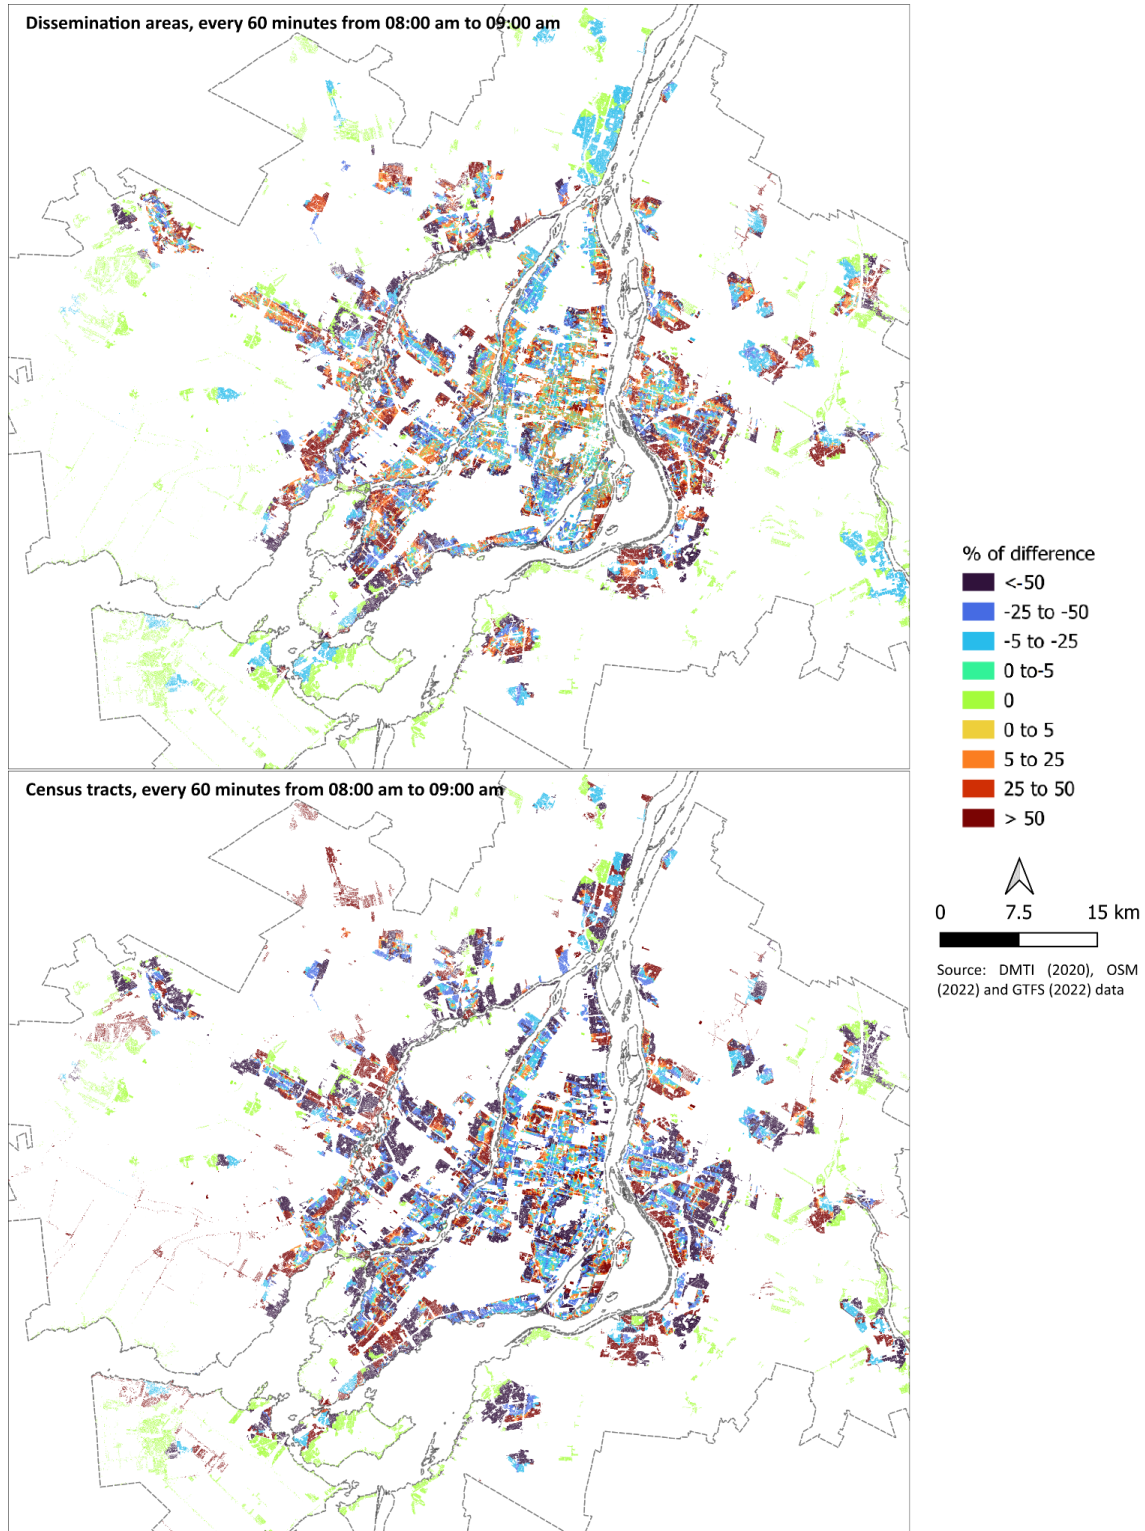 Dissemination areas, every 60 minutes from 08:00 am to 09:00 am
% of difference
<-50
-25 to -50
-5 to -25
0 to-5
0
0 to 5
5 to 25
25 to 50
> 50
Census tracts, every 60 minutes from 08:00 am to 09:00 am
0 7.5 15 km
Source: DMTI (2020), OSM
(2022) and GTFS (2022) data